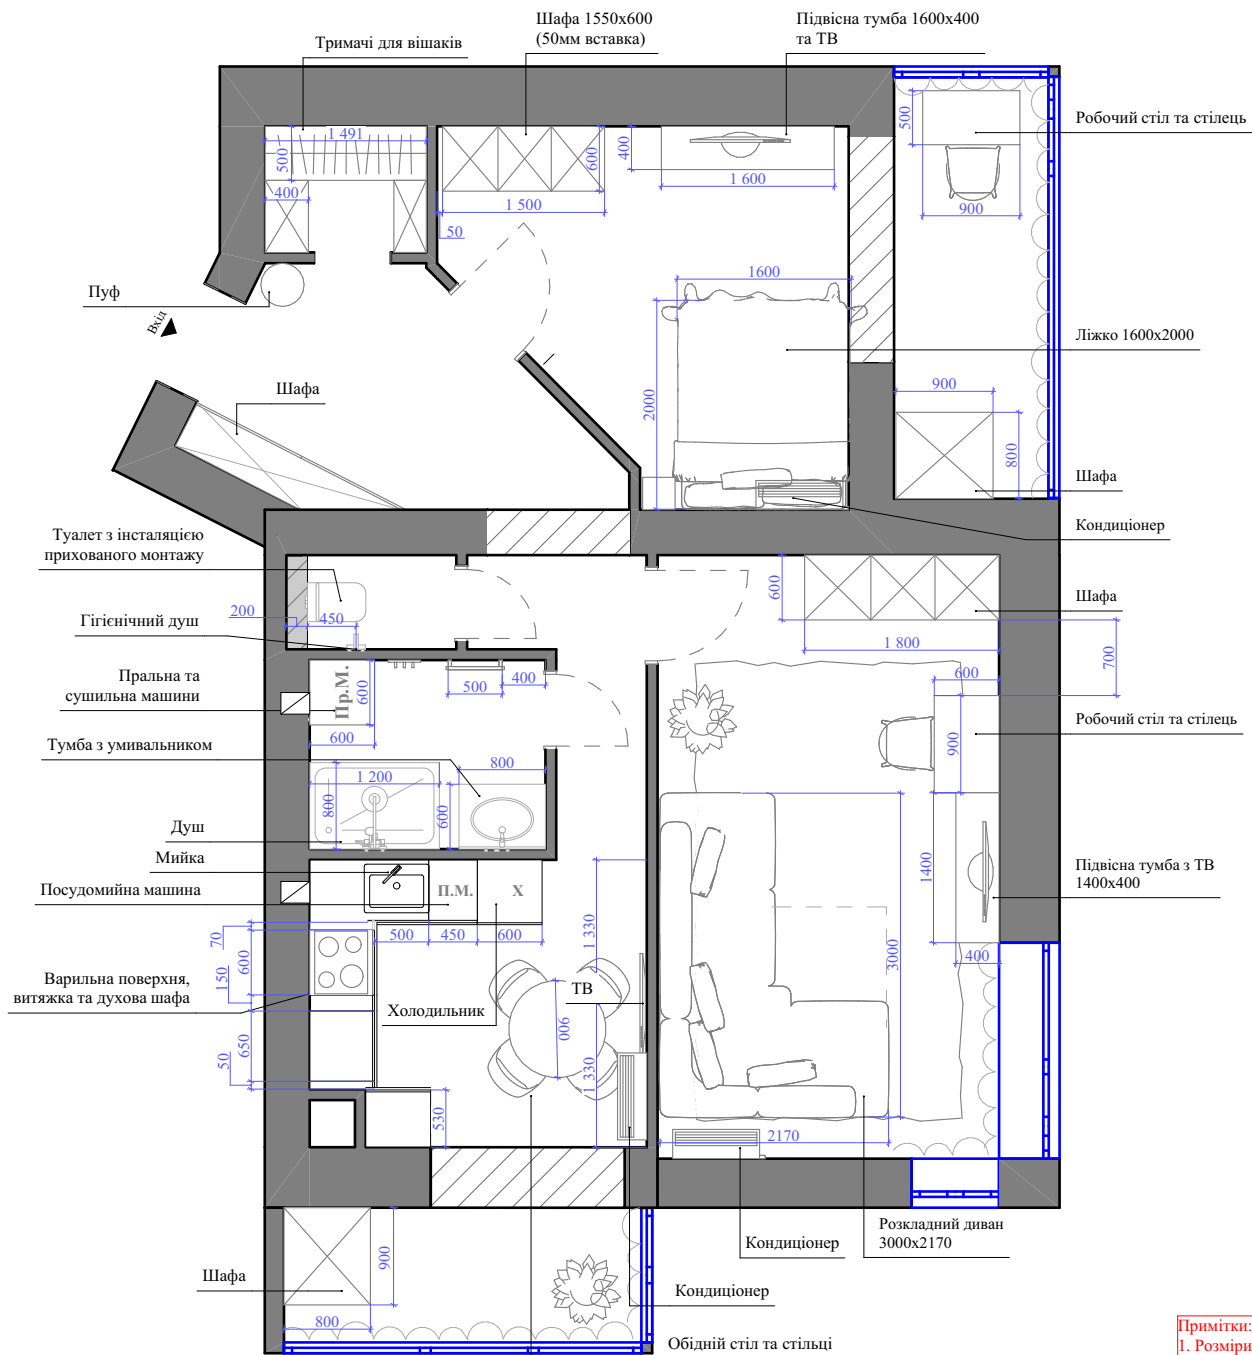 Шафа 1550х600
(50мм вставка)
Підвісна тумба 1600х400
та ТВ
Тримачі для вішаків
Робочий стіл та стілець
1 491
500
400
600
400
1 600
1 500
50
500
900
Пуф
Вхід
1600
Ліжко 1600х2000
2000
900
800
Шафа
Шафа
Кондиціонер
Туалет з інсталяцією
прихованого монтажу
200
450
Гігієнічний душ
600
Шафа
1 800
700
600
Пральна та
сушильна машини
Пр.М.
600
600
500
400
Робочий стіл та стілець
900
Тумба з умивальником
800
1 200
800
600
Душ
Мийка
Посудомийна машина
П.М.
Х
500
450
600
1 330
1400
Підвісна тумба з ТВ
1400х400
400
3000
70
600
150
650
50
Варильна поверхня,
витяжка та духова шафа
Холодильник
ТВ
900
1 330
530
2170
Розкладний диван
3000х2170
Кондиціонер
Шафа
900
800
Кондиціонер
Обідній стіл та стільці
Примітки:
1. Розміри